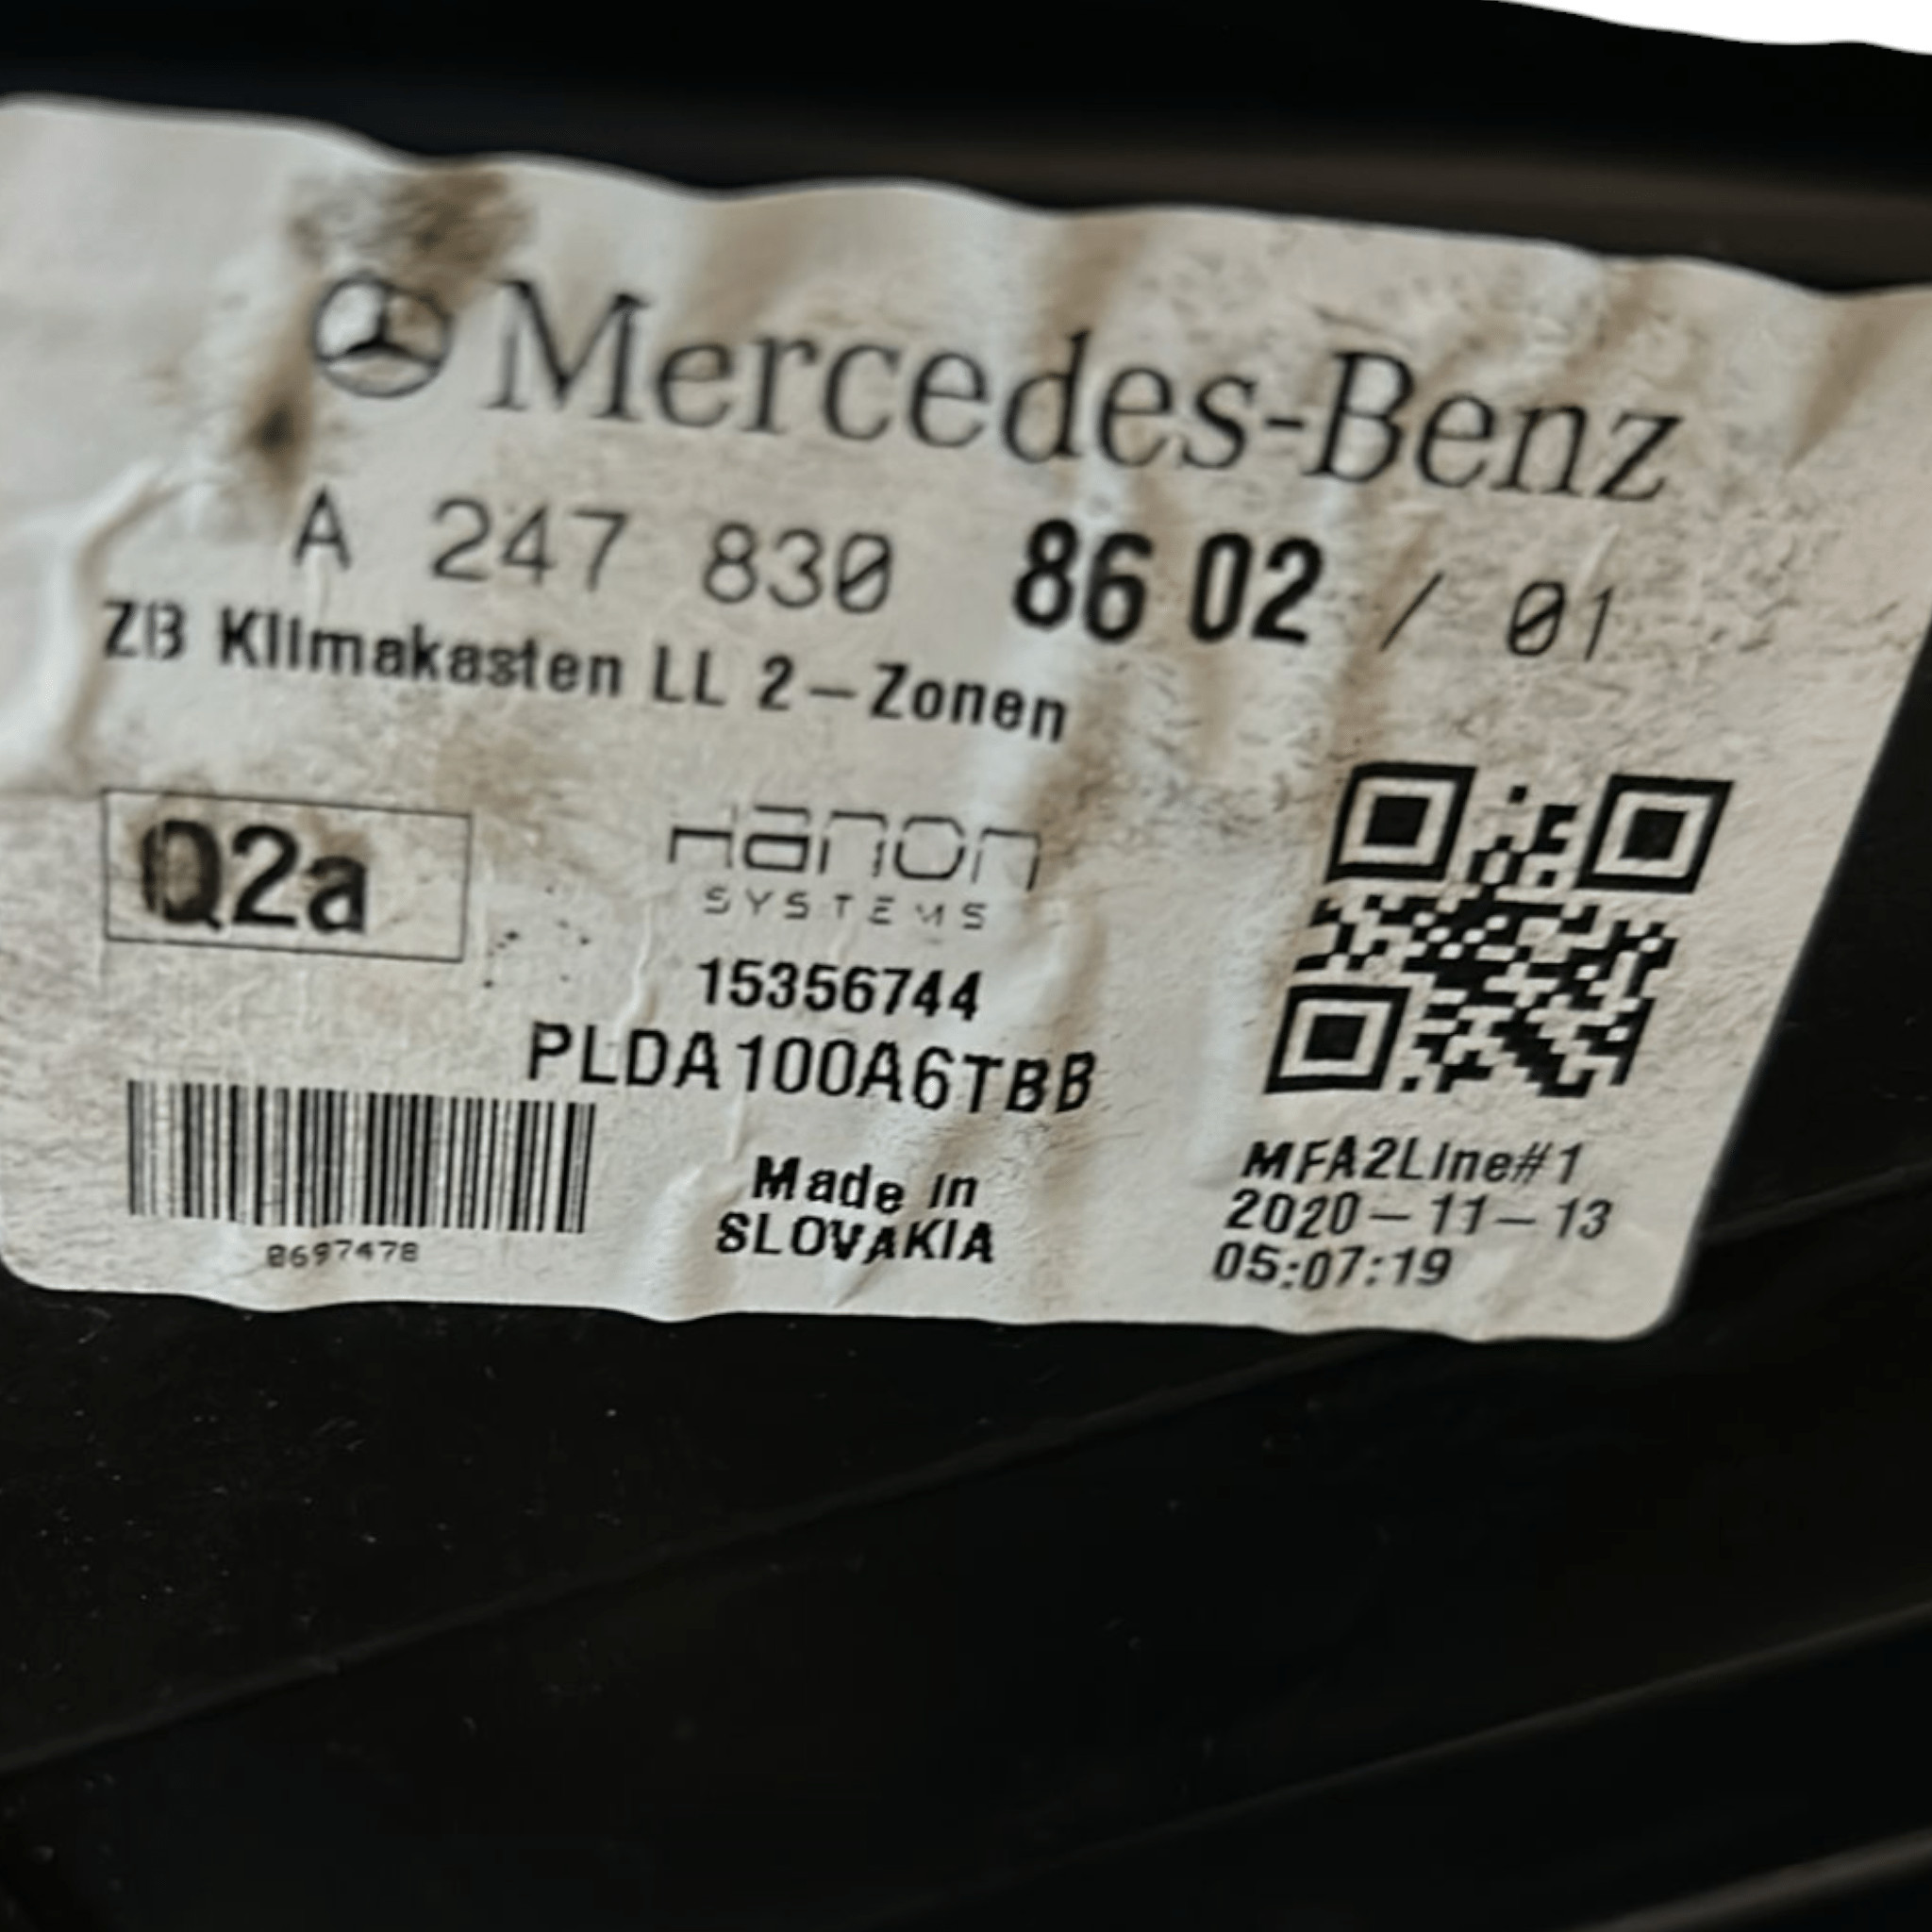 Mercedes-Benz
A 247 830 86 02 / 01
ZB Klimakasten LL 2-Zonen
Q2a
Hanon
SYSTEMS
15356744
PLDA100A6TBB
Made in
SLOVAKIA
8697478
MFA2Line#1
2020-11-13
05:07:19